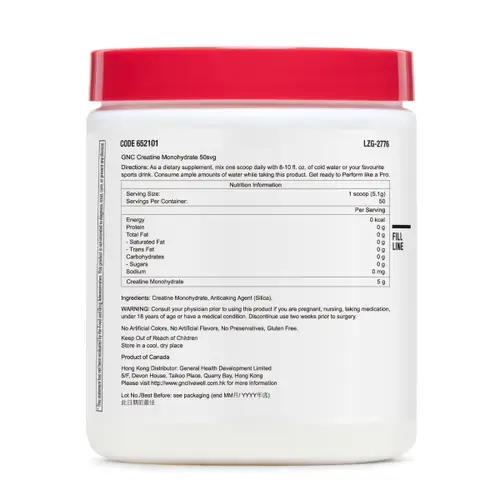 CODE 652101
LZG-2776
GNC Creatine Monohydrate 50svg
Directions: As a dietary supplement, mix one scoop daily with 8-10 fl. oz. of cold water or your favourite
sports drink. Consume ample amounts of water while taking this product. Get ready to Perform like a Pro.
Nutrition Information
Serving Size: 1 scoop (5.1g)
Servings Per Container: 50
Per Serving
Energy 0 kcal
Protein 0 g
Total Fat 0 g
- Saturated Fat 0 g
- Trans Fat 0 g
Carbohydrates 0 g
- Sugars 0 g
Sodium 0 mg
Creatine Monohydrate 5 g
FILL
LINE
Ingredients: Creatine Monohydrate, Anticaking Agent (Silica).
WARNING: Consult your physician prior to using this product if you are pregnant, nursing, taking medication,
under 18 years of age or have a medical condition. Discontinue use two weeks prior to surgery.
No Artificial Colors, No Artificial Flavors, No Preservatives, Gluten Free.
Keep Out of Reach of Children
Store in a cool, dry place
Product of Canada
Hong Kong Distributor: General Health Development Limited
5/F, Devon House, Taikoo Place, Quarry Bay, Hong Kong
Please visit http://www.gnclivewell.com.hk for more information
Lot No./Best Before: see packaging (end MM月/ YYYY年底)
此日期前最佳